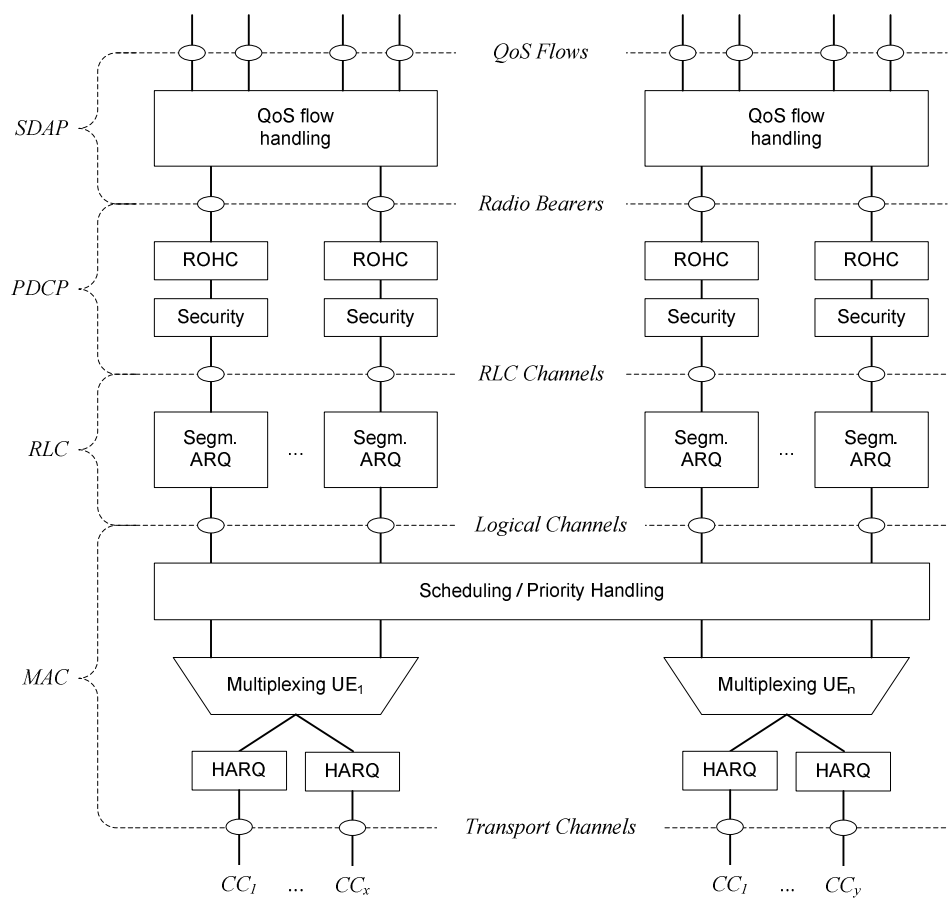 QoS Flows
QoS flow
handling
QoS flow
handling
SDAP
Radio Bearers
ROHC
ROHC
ROHC
ROHC
PDCP
Security
Security
Security
Security
RLC Channels
Segm.
ARQ
...
Segm.
ARQ
Segm.
ARQ
...
Segm.
ARQ
RLC
Logical Channels
Scheduling / Priority Handling
MAC
Multiplexing UE1
Multiplexing UEn
HARQ
HARQ
HARQ
HARQ
Transport Channels
CC1 ... CCx
CC1 ... CCy